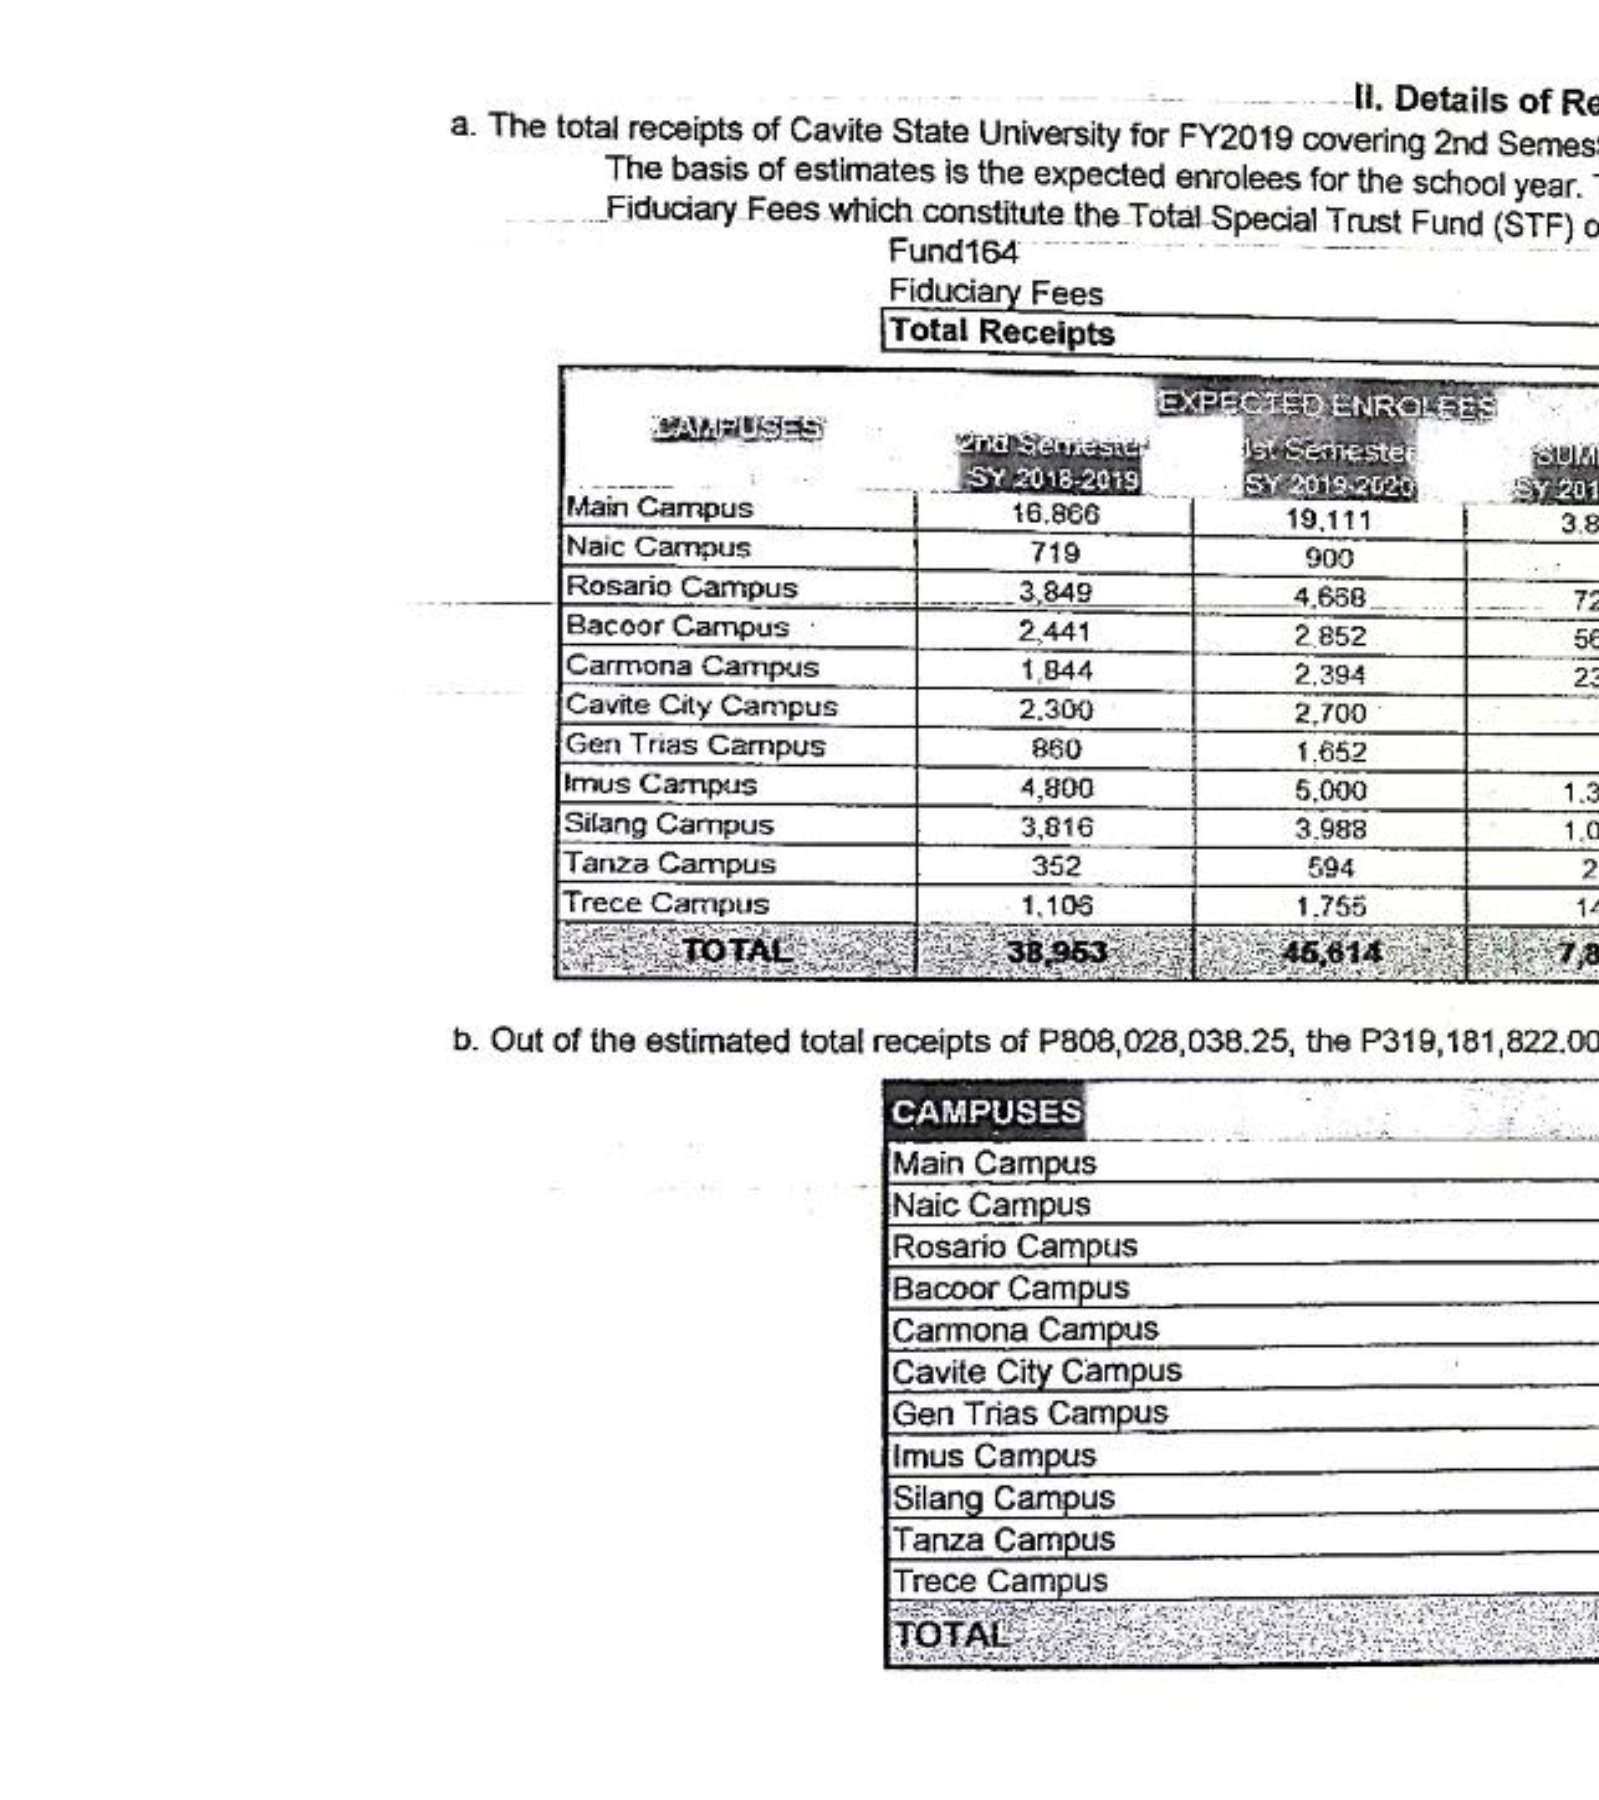 II. Details of Re
a. The total receipts of Cavite State University for FY2019 covering 2nd Semes
The basis of estimates is the expected enrolees for the school year.
Fiduciary Fees which constitute the Total Special Trust Fund (STF) o
Fund164
Fiduciary Fees
Total Receipts
CAMPUSES EXPECTED ENROLEES
2nd Semester 1st Semester SUM
SY 2018-2019 SY 2019-2020 SY 201
Main Campus 16.866 19,111 3.8
Naic Campus 719 900
Rosario Campus 3,849 4,668 72
Bacoor Campus 2,441 2 852 56
Carmona Campus 1,844 2,394 23
Cavite City Campus 2,300 2,700
Gen Trias Campus 860 1,652
Imus Campus 4,800 5,000 1.3
Silang Campus 3,816 3.988 1.0
Tanza Campus 352 594 2
Trece Campus 1,106 1.755 14
TOTAL 38,953 45,614 7,8
b. Out of the estimated total receipts of P808,028,038.25, the P319,181,822.00
CAMPUSES
Main Campus
Naic Campus
Rosario Campus
Bacoor Campus
Carmona Campus
Cavite City Campus
Gen Trias Campus
Imus Campus
Silang Campus
Tanza Campus
Trece Campus
TOTAL